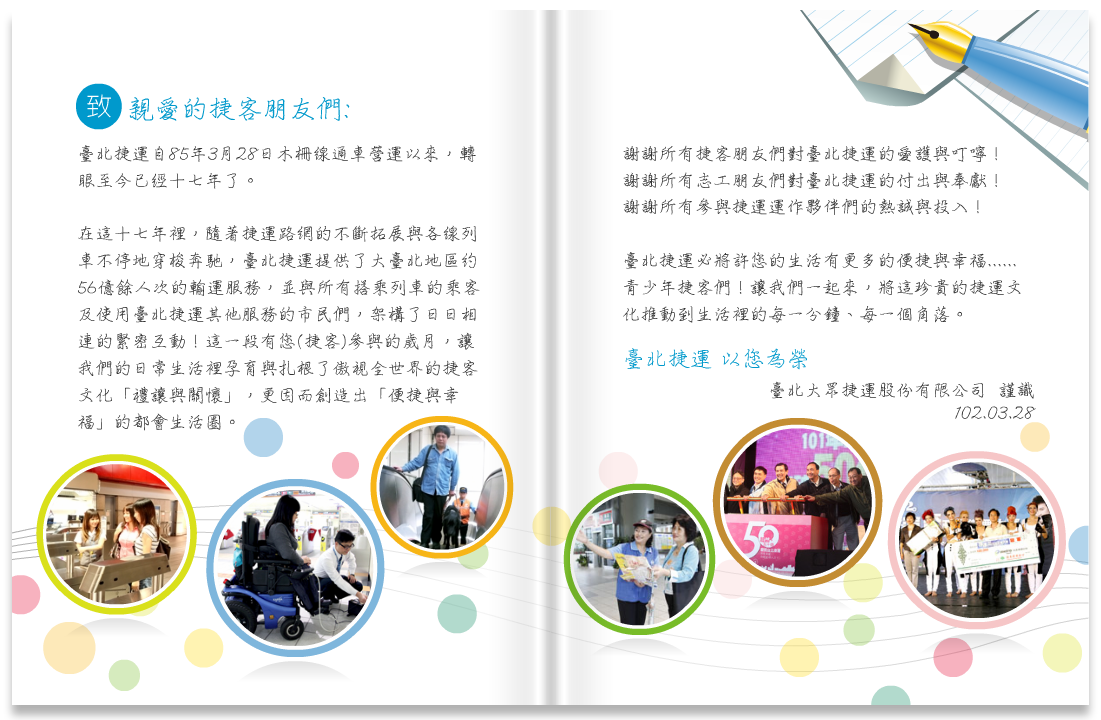 致 親愛的捷客朋友們:
臺北捷運自85年3月28日木柵線通車營運以來，轉
眼至今已經十七年了。
在這十七年裡，隨著捷運路網的不斷拓展與各線列
車不停地穿梭奔馳，臺北捷運提供了大臺北地區約
56億餘人次的輸運服務，並與所有搭乘列車的乘客
及使用臺北捷運其他服務的市民們，架構了日日相
連的緊密互動！這一段有您(捷客)參與的歲月，讓
我們的日常生活裡孕育與扎根了傲視全世界的捷客
文化「禮讓與關懷」，更因而創造出「便捷與幸
福」的都會生活圈。
謝謝所有捷客朋友們對臺北捷運的愛護與叮嚀！
謝謝所有志工朋友們對臺北捷運的付出與奉獻！
謝謝所有參與捷運運作夥伴們的熱誠與投入！
臺北捷運必將許您的生活有更多的便捷與幸福......
青少年捷客們！讓我們一起來，將這珍貴的捷運文
化推動到生活裡的每一分鐘、每一個角落。
臺北捷運 以您為榮
臺北大眾捷運股份有限公司 謹識
102.03.28
101
50
50